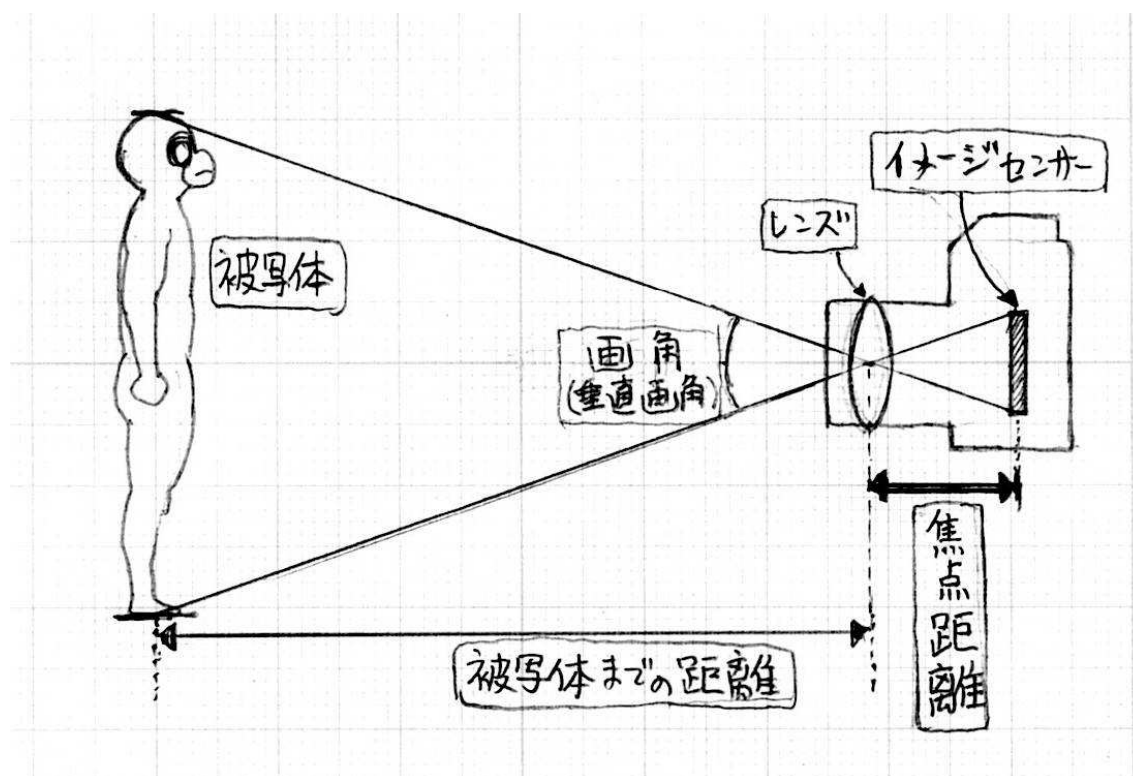 イメージセンサー
レンズ
被写体
画角
(垂直画角)
焦点距離
被写体までの距離